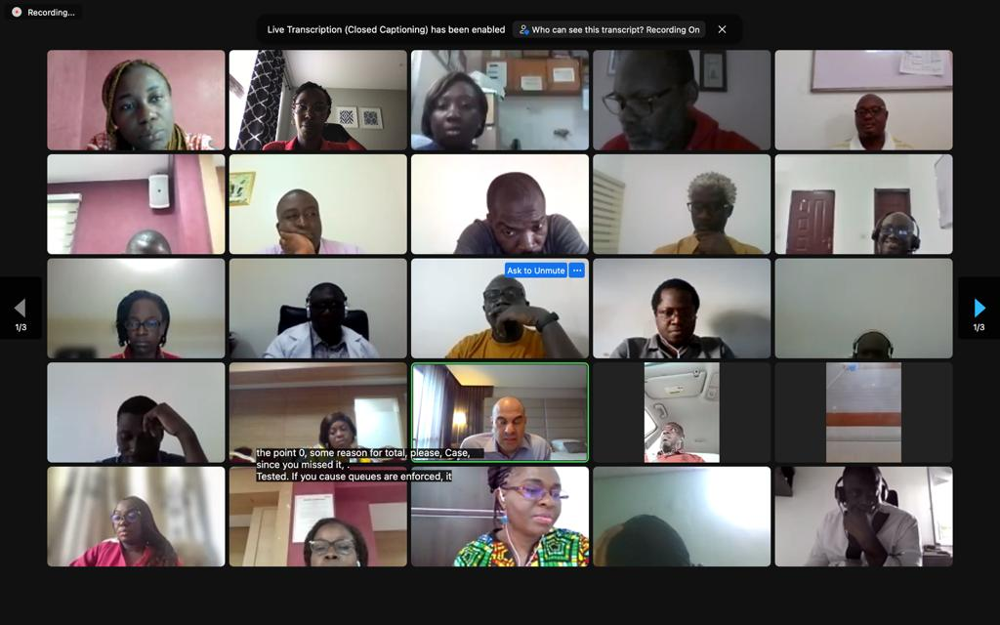 Recording...
Live Transcription (Closed Captioning) has been enabled
Who can see this transcript? Recording On
Ask to Unmute
1/3
1/3
the point 0, some reason for total, please, Case,
since you missed it, .
Tested. If you cause queues are enforced, it